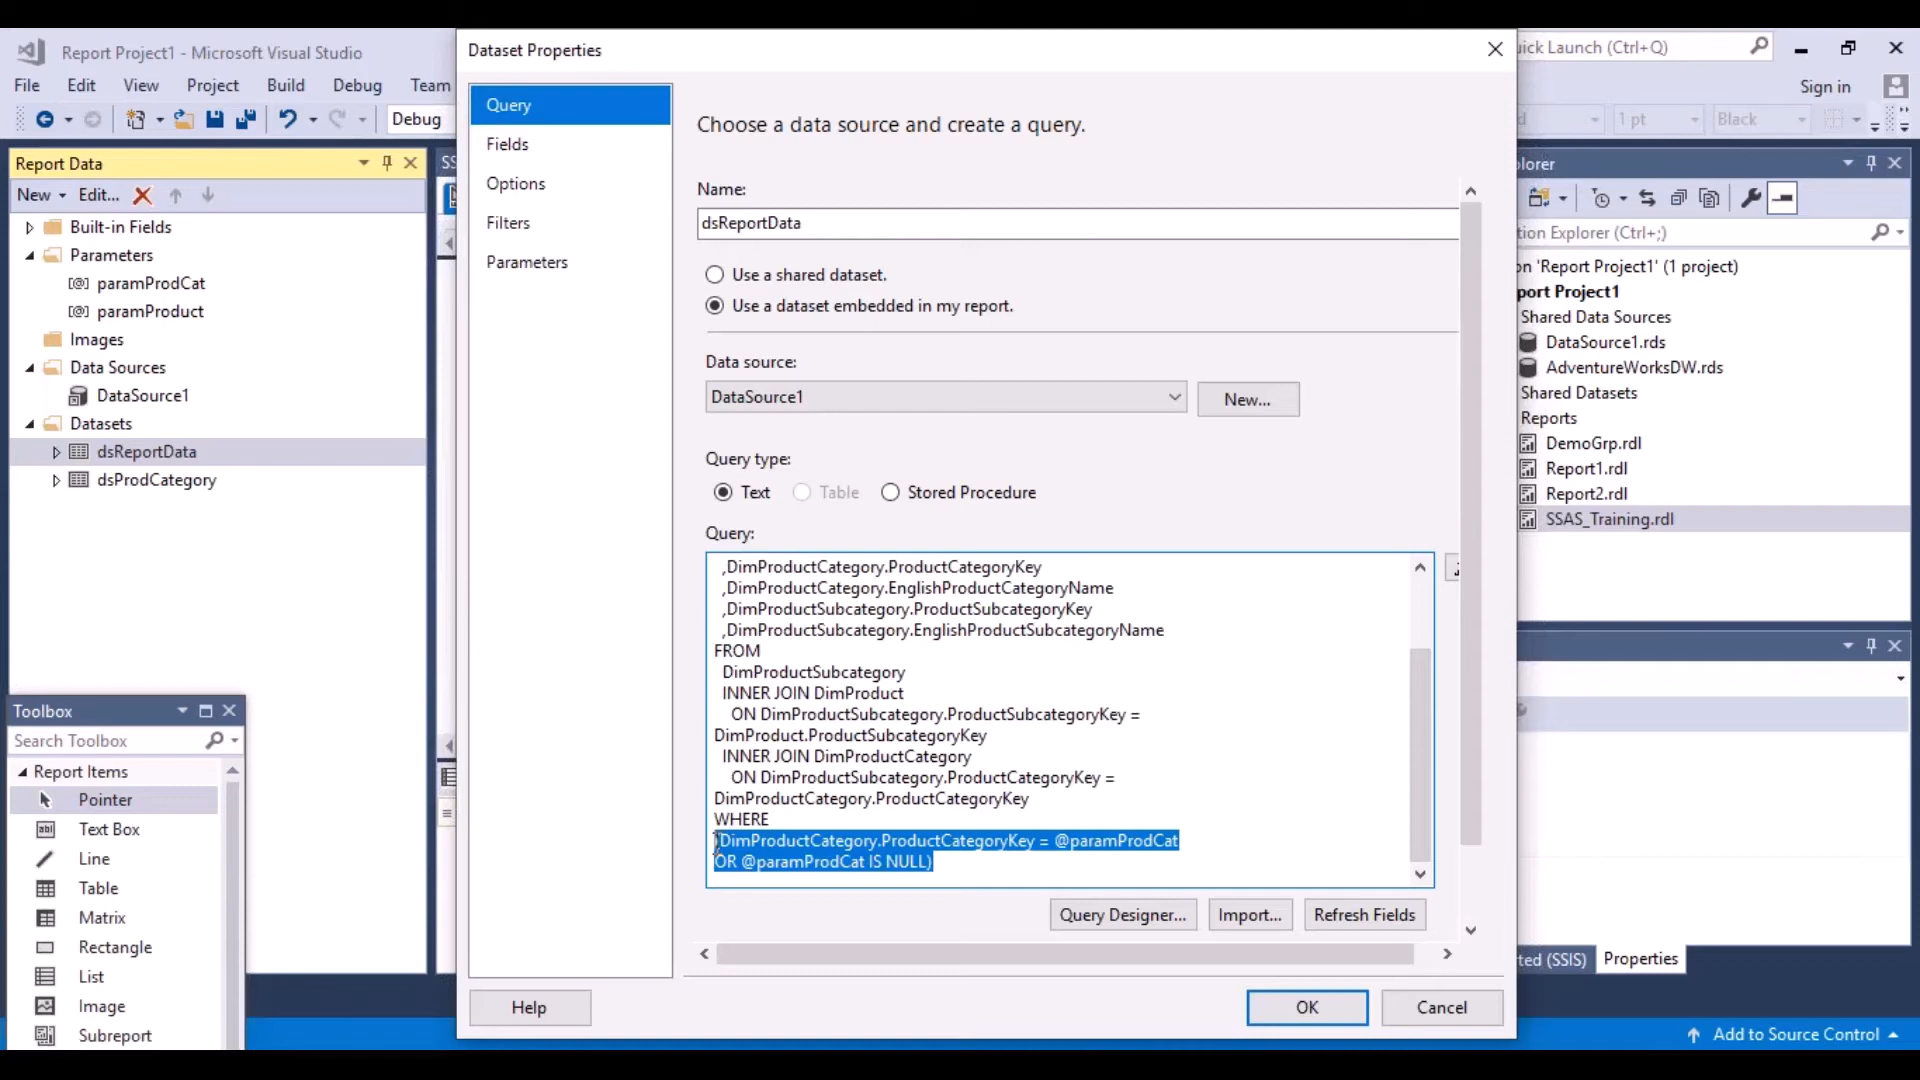 Report Project1 - Microsoft Visual Studio
File Edit View Project Build Debug Team
Debug
Report Data
New Edit...
Built-in Fields
Parameters
[@] paramProdCat
[@] paramProduct
Images
Data Sources
DataSource1
Datasets
dsReportData
dsProdCategory
Toolbox
Search Toolbox
Report Items
Pointer
Text Box
Line
Table
Matrix
Rectangle
List
Image
Subreport
SS
Dataset Properties
Query
Fields
Options
Filters
Parameters
Choose a data source and create a query.
Name:
dsReportData
Use a shared dataset.
Use a dataset embedded in my report.
Data source:
DataSource1
New...
Query type:
Text Table Stored Procedure
Query:
,DimProductCategory.ProductCategoryKey
,DimProductCategory.EnglishProductCategoryName
,DimProductSubcategory.ProductSubcategoryKey
,DimProductSubcategory.EnglishProductSubcategoryName
FROM
DimProductSubcategory
INNER JOIN DimProduct
ON DimProductSubcategory.ProductSubcategoryKey =
DimProduct.ProductSubcategoryKey
INNER JOIN DimProductCategory
ON DimProductSubcategory.ProductCategoryKey =
DimProductCategory.ProductCategoryKey
WHERE
(DimProductCategory.ProductCategoryKey = @paramProdCat
OR @paramProdCat IS NULL)
Query Designer... Import... Refresh Fields
Help OK Cancel
uick Launch (Ctrl+Q)
Sign in
1 pt Black
plorer
tion Explorer (Ctrl+;)
on 'Report Project1' (1 project)
port Project1
Shared Data Sources
DataSource1.rds
AdventureWorksDW.rds
Shared Datasets
Reports
DemoGrp.rdl
Report1.rdl
Report2.rdl
SSAS_Training.rdl
rted (SSIS) Properties
Add to Source Control